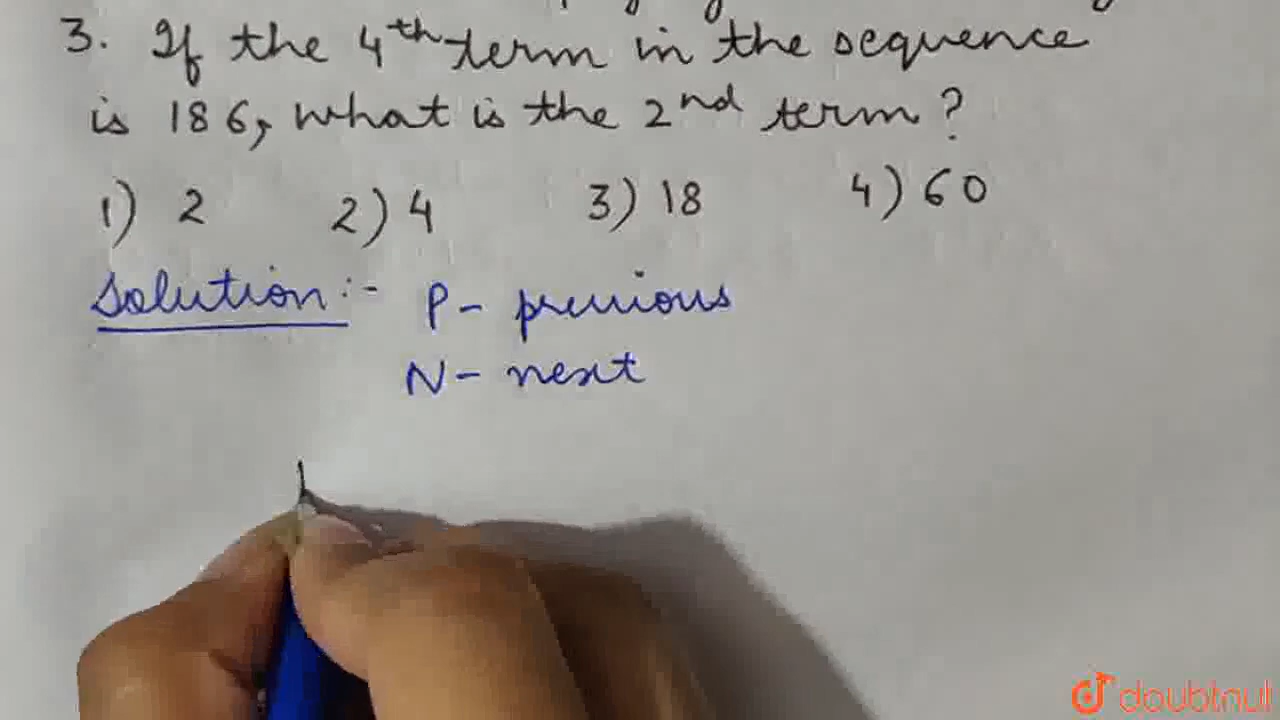 3. If the 4th term in the sequence
is 186, what is the 2nd term?
1) 2 2) 4 3) 18 4) 60
Solution:- P- previous
N- next
doubtnut